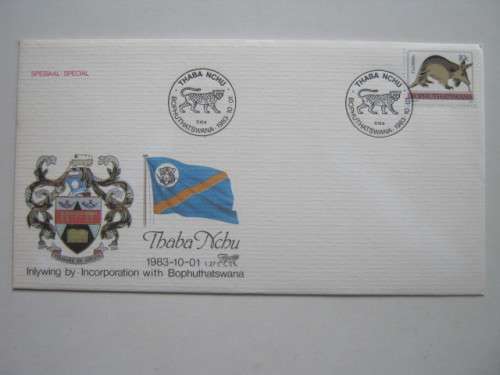 SPESIAAL SPECIAL
THABA NCHU
1983 · 10 · 01
BOPHUTHATSWANA
THABA NCHU
1983 · 10 · 01
BOPHUTHATSWANA
Thaba Nchu
1983-10-01
Inlywing by · Incorporation with Bophuthatswana